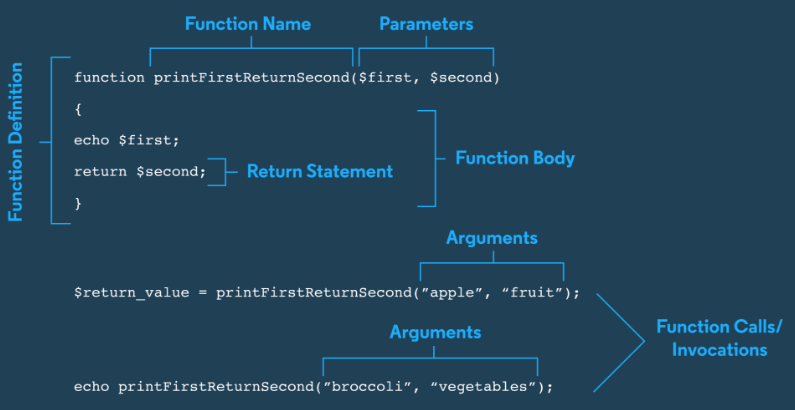 Function Name
Parameters
Function Definition
function printFirstReturnSecond($first, $second)
{
echo $first;
return $second;
Return Statement
Function Body
}
Arguments
$return_value = printFirstReturnSecond(”apple”, “fruit”);
Function Calls/
Invocations
Arguments
echo printFirstReturnSecond(”broccoli”, “vegetables”);